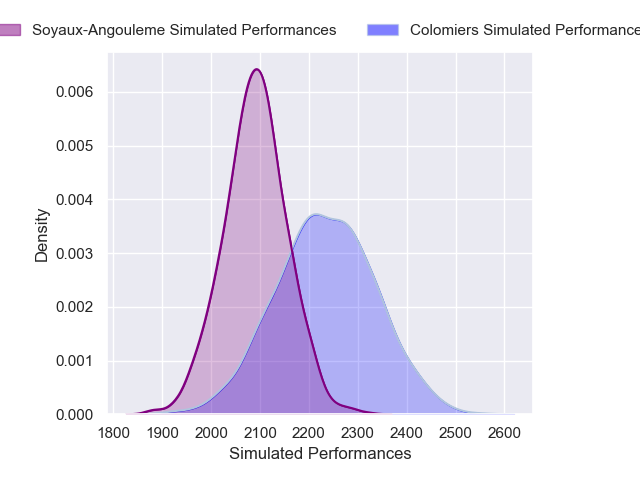 Soyaux-Angouleme Simulated Performances
Colomiers Simulated Performance
0.006
0.005
0.004
0.003
0.002
0.001
0.000
Density
1800 1900 2000 2100 2200 2300 2400 2500 2600
Simulated Performances